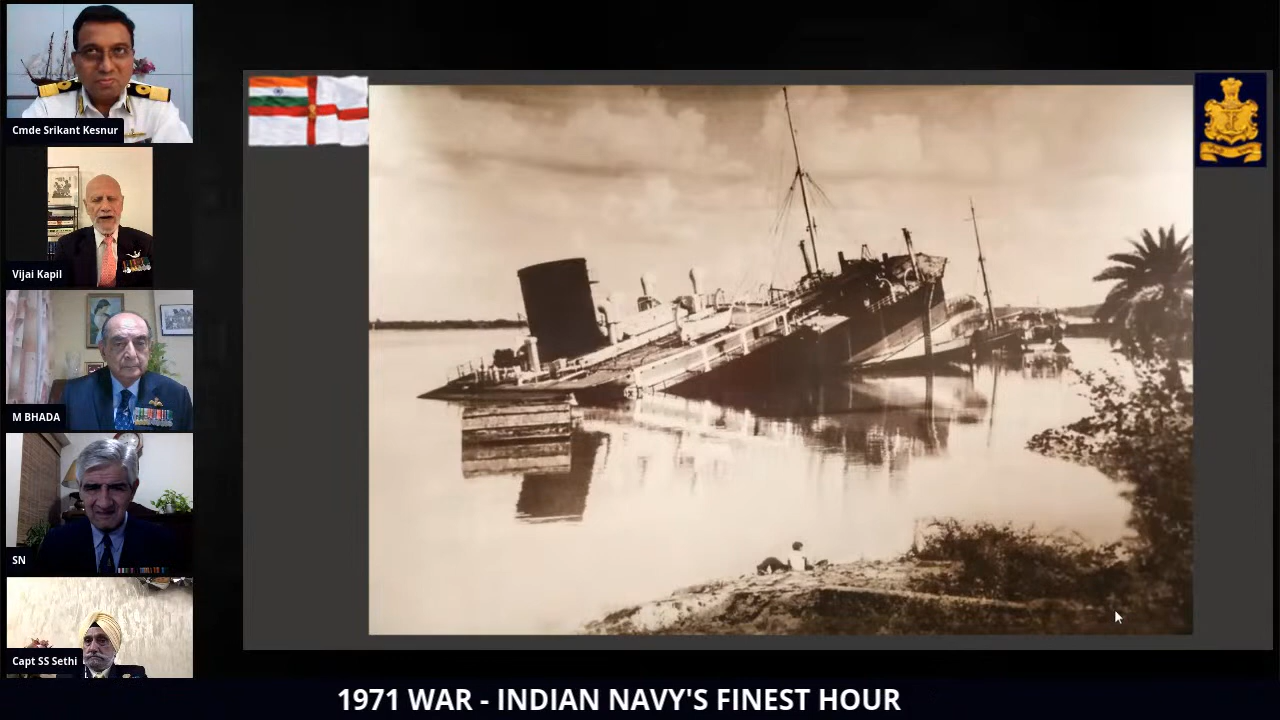 Cmde Srikant Kesnur
Vijai Kapil
M BHADA
SN
Capt SS Sethi
1971 WAR - INDIAN NAVY'S FINEST HOUR